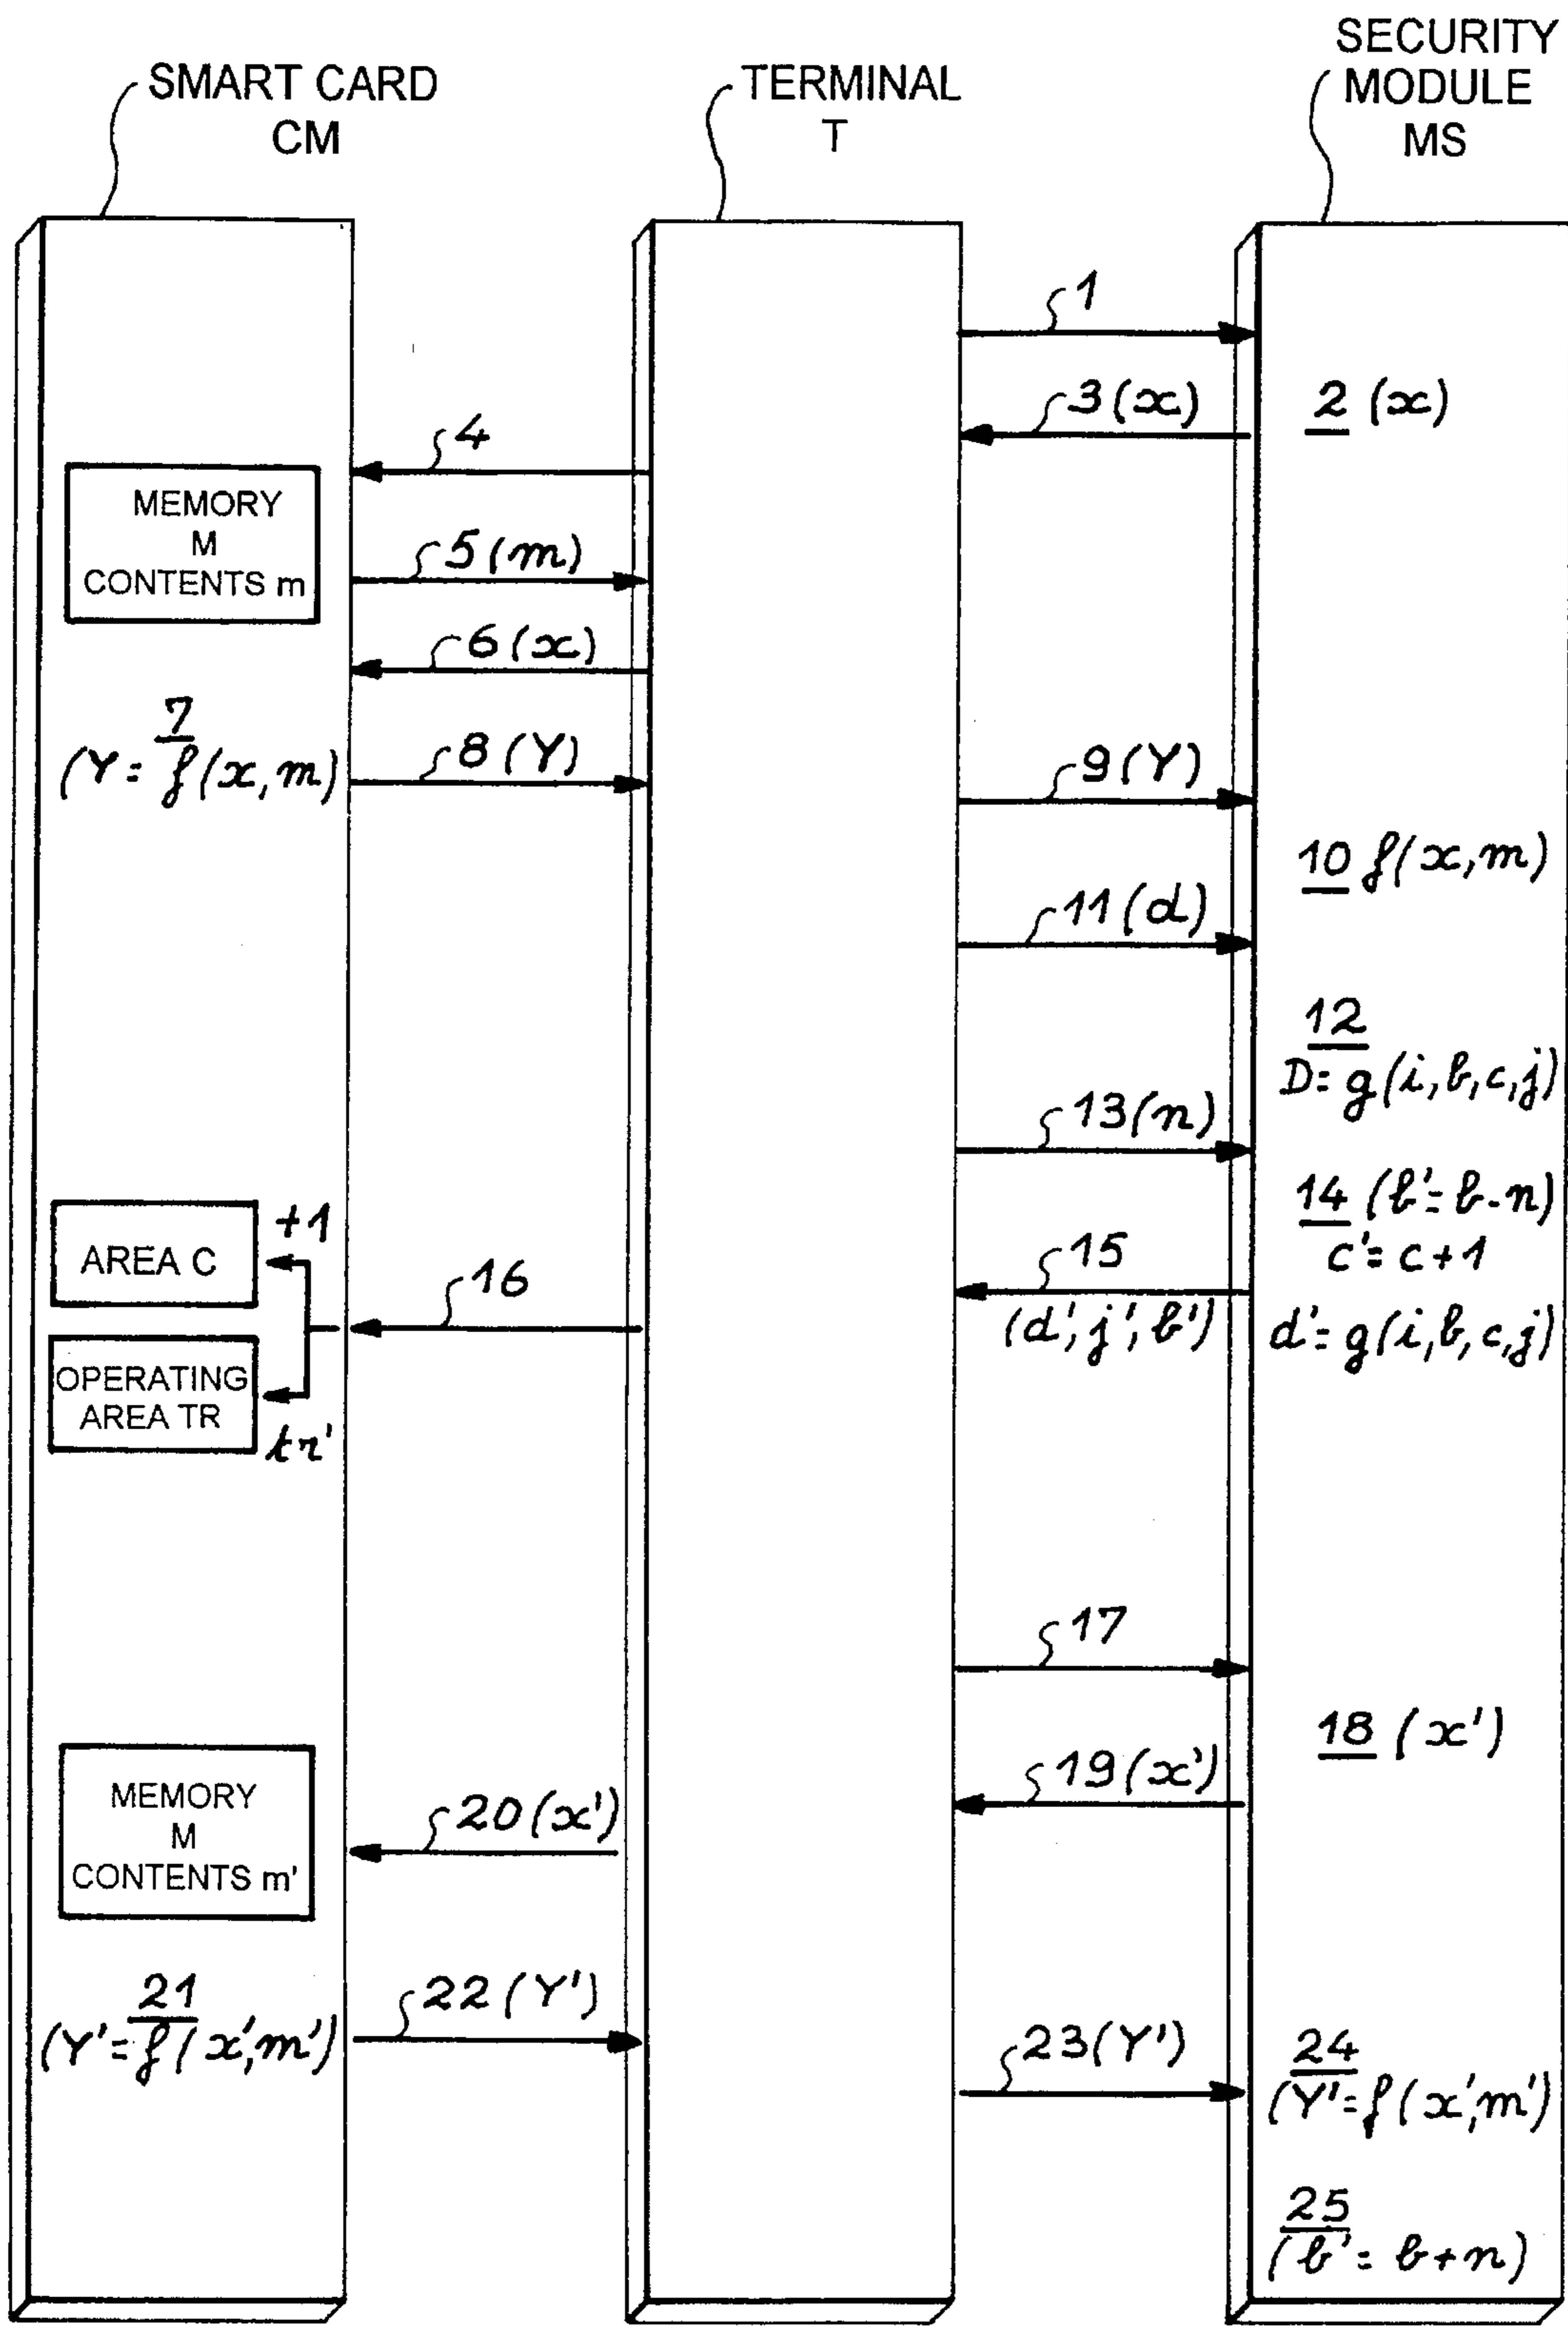 SMART CARD
CM
TERMINAL
T
SECURITY
MODULE
MS
1
3 (x)
2 (x)
4
MEMORY
M
CONTENTS m
5 (m)
6 (x)
7
(Y = f(x, m)
8 (Y)
9 (Y)
10 f(x, m)
11 (d)
12
D = g(i, b, c, j)
13 (n)
14 (b' = b - n)
c' = c + 1
AREA C
+1
16
15
(d', j', b')
d' = g(i, b, c, j)
OPERATING
AREA TR
tr'
17
18 (x')
19 (x')
MEMORY
M
CONTENTS m'
20 (x')
21
(Y' = f(x', m')
22 (Y')
23 (Y')
24
(Y' = f(x', m')
25
(b' = b + n)